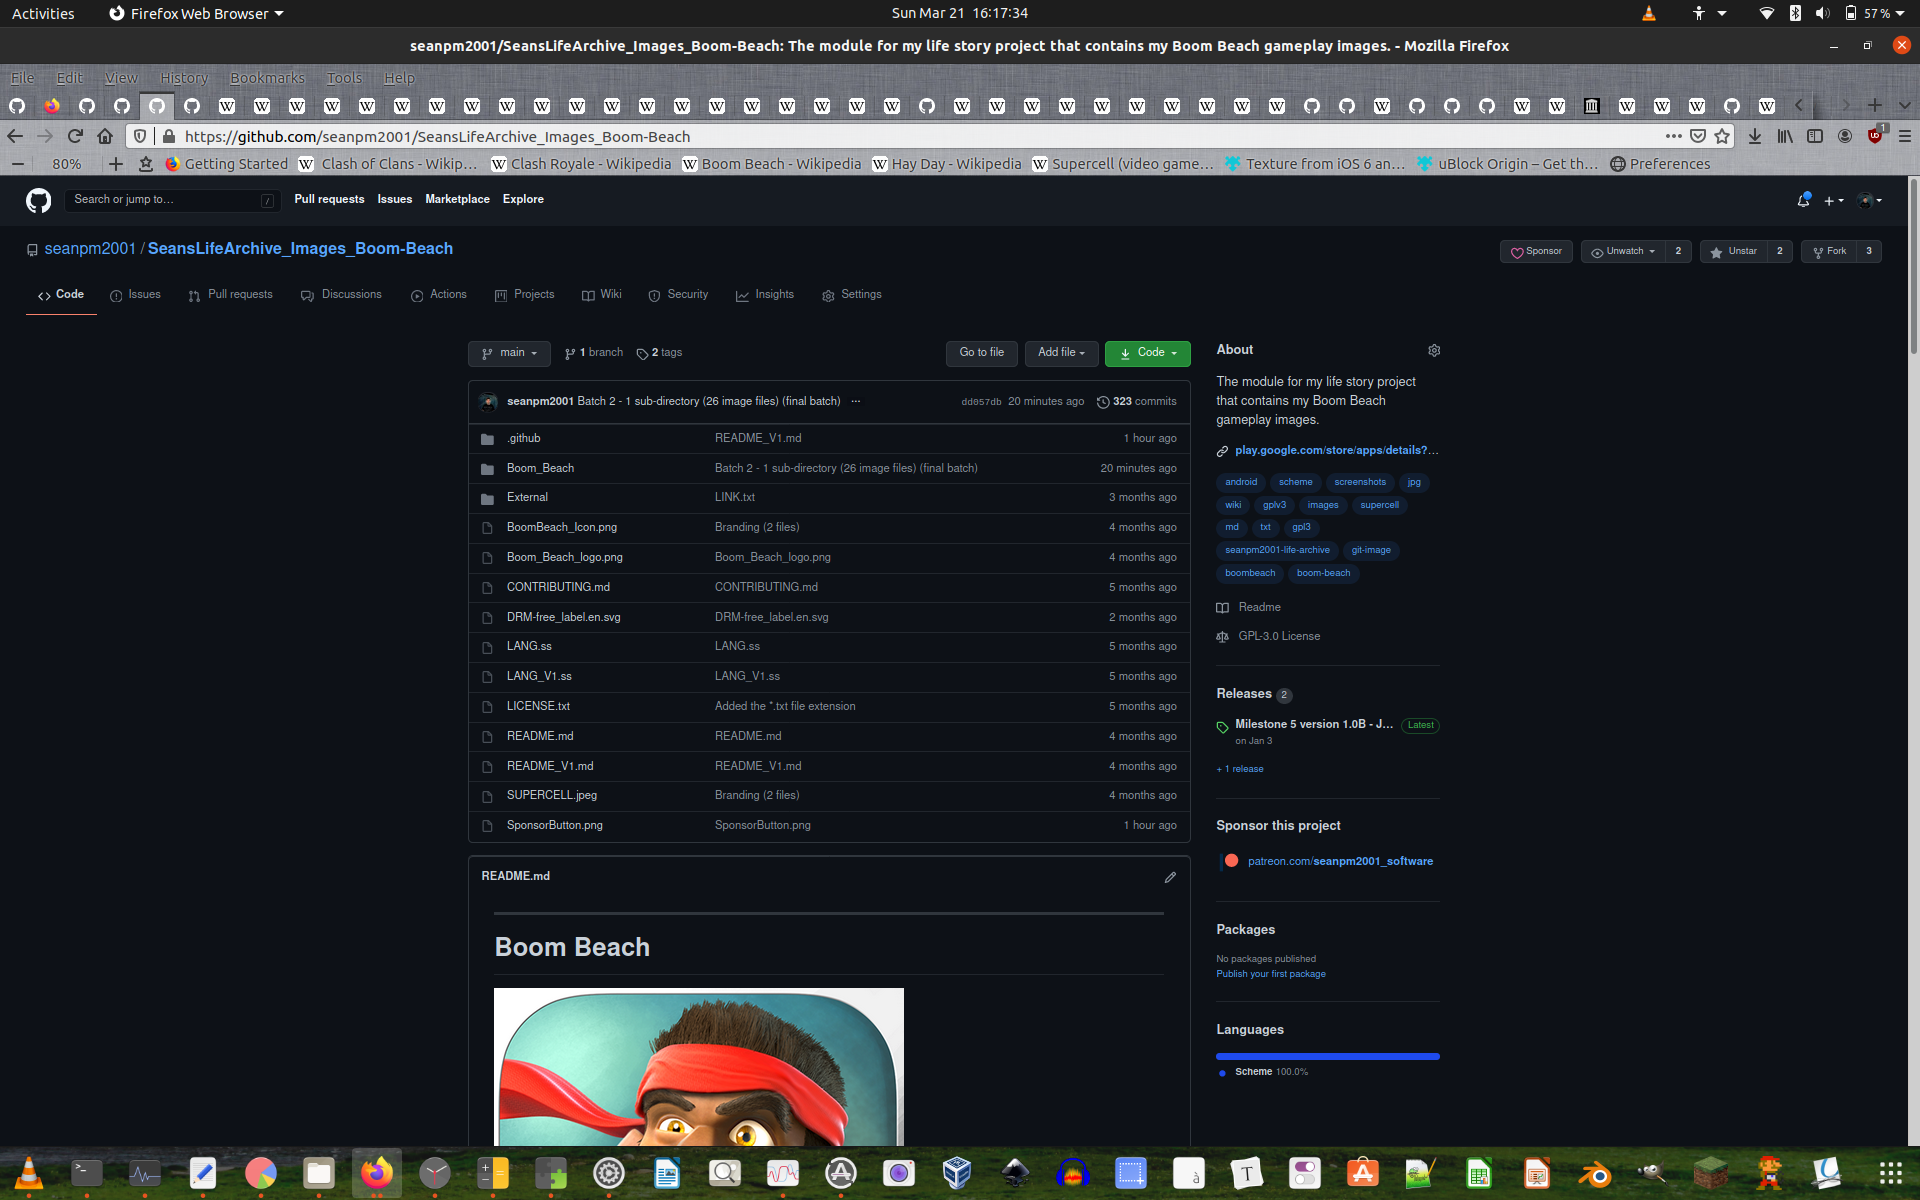 Activities Firefox Web Browser Sun Mar 21 16:17:34 57 %
seanpm2001/SeansLifeArchive_Images_Boom-Beach: The module for my life story project that contains my Boom Beach gameplay images. - Mozilla Firefox
File Edit View History Bookmarks Tools Help
https://github.com/seanpm2001/SeansLifeArchive_Images_Boom-Beach 1
80% Getting Started Clash of Clans - Wikip… Clash Royale - Wikipedia Boom Beach - Wikipedia Hay Day - Wikipedia Supercell (video game… Texture from iOS 6 an… uBlock Origin – Get th… Preferences
Search or jump to… / Pull requests Issues Marketplace Explore
seanpm2001 / SeansLifeArchive_Images_Boom-Beach Sponsor Unwatch 2 Unstar 2 Fork 3
Code Issues Pull requests Discussions Actions Projects Wiki Security Insights Settings
main 1 branch 2 tags Go to file Add file Code
seanpm2001 Batch 2 - 1 sub-directory (26 image files) (final batch) ... dd057db 20 minutes ago 323 commits
.github README_V1.md 1 hour ago
Boom_Beach Batch 2 - 1 sub-directory (26 image files) (final batch) 20 minutes ago
External LINK.txt 3 months ago
BoomBeach_Icon.png Branding (2 files) 4 months ago
Boom_Beach_logo.png Boom_Beach_logo.png 4 months ago
CONTRIBUTING.md CONTRIBUTING.md 5 months ago
DRM-free_label.en.svg DRM-free_label.en.svg 2 months ago
LANG.ss LANG.ss 5 months ago
LANG_V1.ss LANG_V1.ss 5 months ago
LICENSE.txt Added the *.txt file extension 5 months ago
README.md README.md 4 months ago
README_V1.md README_V1.md 4 months ago
SUPERCELL.jpeg Branding (2 files) 4 months ago
SponsorButton.png SponsorButton.png 1 hour ago
README.md
Boom Beach
About
The module for my life story project
that contains my Boom Beach
gameplay images.
play.google.com/store/apps/details?...
android scheme screenshots jpg
wiki gplv3 images supercell
md txt gpl3
seanpm2001-life-archive git-image
boombeach boom-beach
Readme
GPL-3.0 License
Releases 2
Milestone 5 version 1.0B - J... Latest
on Jan 3
+ 1 release
Sponsor this project
patreon.com/seanpm2001_software
Packages
No packages published
Publish your first package
Languages
Scheme 100.0%